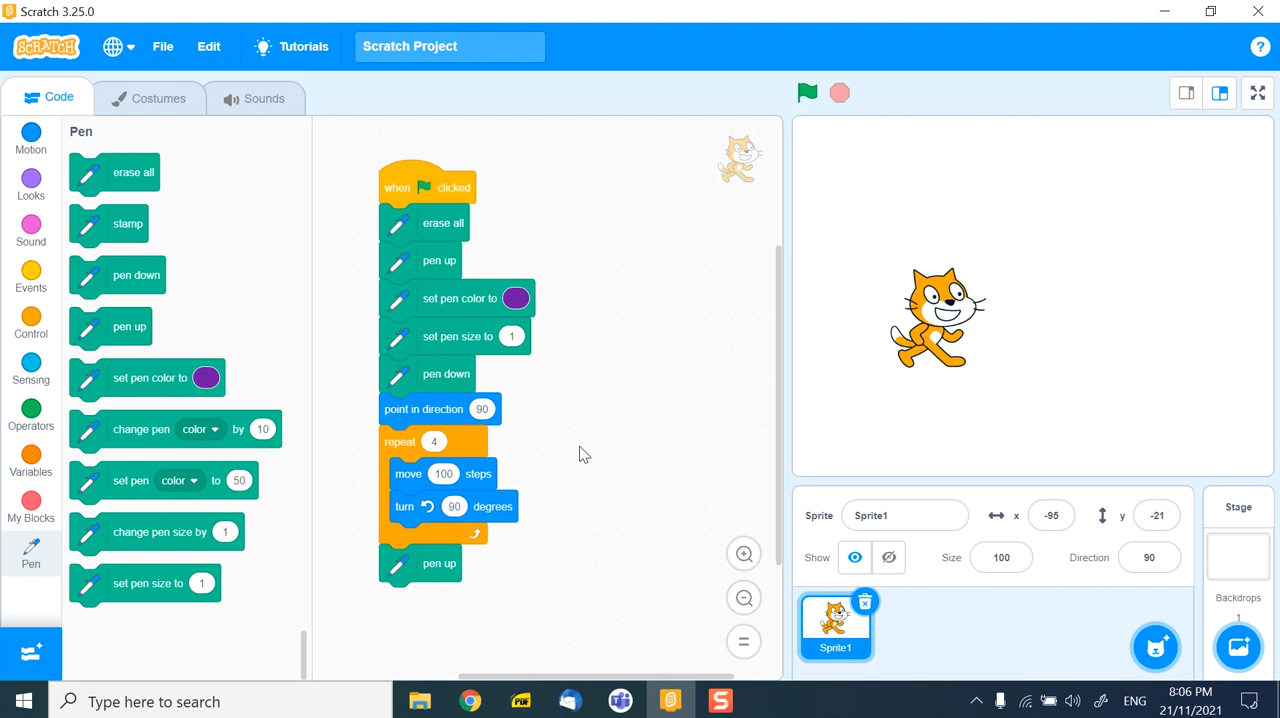 Scratch 3.25.0
SCRATCH
File
Edit
Tutorials
Scratch Project
?
Code
Costumes
Sounds
Motion
Looks
Sound
Events
Control
Sensing
Operators
Variables
My Blocks
Pen
Pen
erase all
stamp
pen down
pen up
set pen color to
change pen color by 10
set pen color to 50
change pen size by 1
set pen size to 1
when clicked
erase all
pen up
set pen color to
set pen size to 1
pen down
point in direction 90
repeat 4
move 100 steps
turn 90 degrees
pen up
Sprite Sprite1 x -95 y -21
Show Size 100 Direction 90
Sprite1
Stage
Backdrops
1
Type here to search
PDF
S
ENG
8:06 PM
21/11/2021